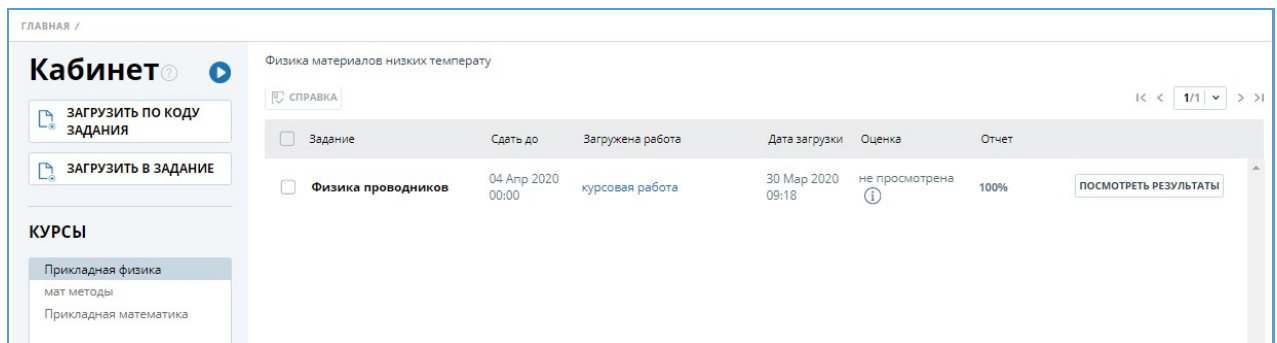 ГЛАВНАЯ /
Кабинет
ЗАГРУЗИТЬ ПО КОДУ
ЗАДАНИЯ
ЗАГРУЗИТЬ В ЗАДАНИЕ
КУРСЫ
Прикладная физика
мат методы
Прикладная математика
Физика материалов низких температу
СПРАВКА
1/1
Задание Сдать до Загружена работа Дата загрузки Оценка Отчет
Физика проводников 04 Апр 2020 курсовая работа 30 Мар 2020 не просмотрена 100% ПОСМОТРЕТЬ РЕЗУЛЬТАТЫ
00:00 09:18